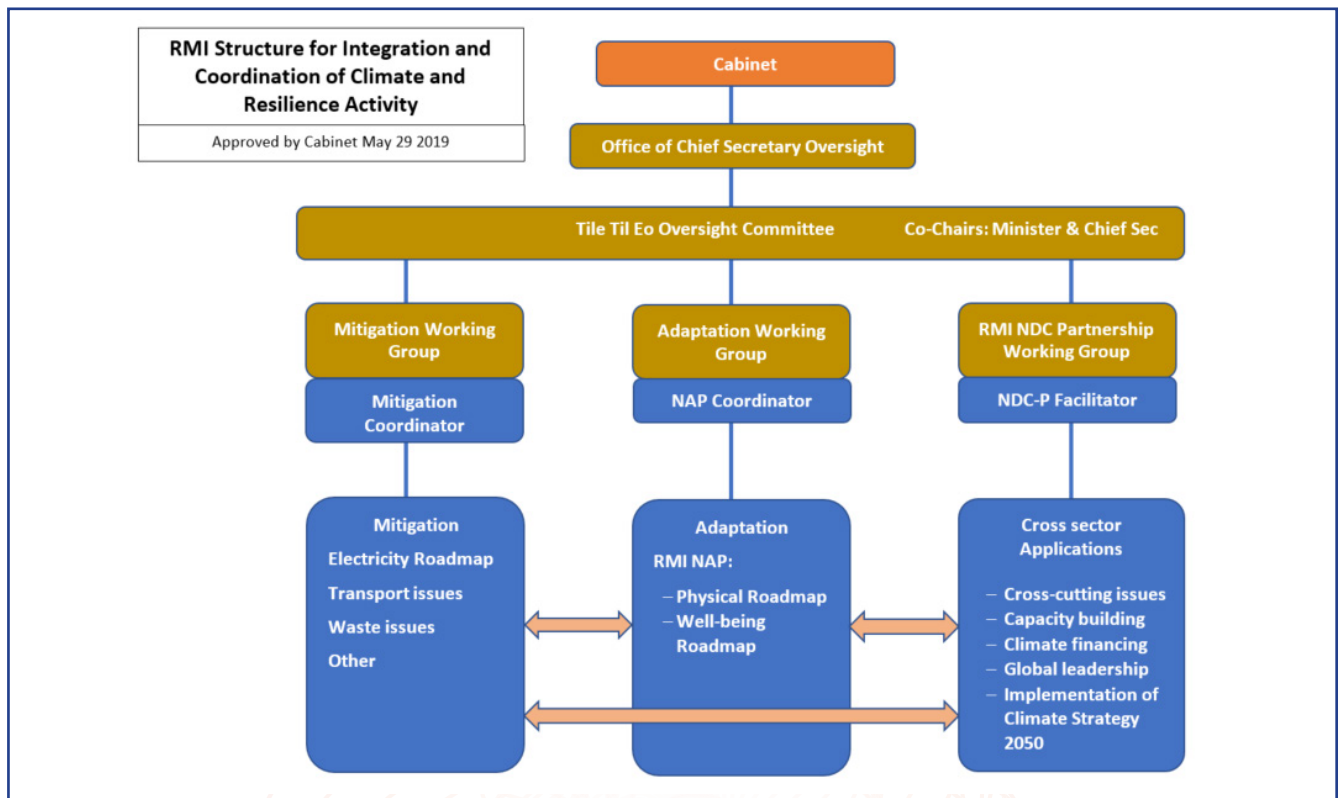 RMI Structure for Integration and
Coordination of Climate and
Resilience Activity
Approved by Cabinet May 29 2019
Cabinet
Office of Chief Secretary Oversight
Tile Til Eo Oversight Committee Co-Chairs: Minister & Chief Sec
Mitigation Working
Group
Mitigation
Coordinator
Adaptation Working
Group
NAP Coordinator
RMI NDC Partnership
Working Group
NDC-P Facilitator
Mitigation
Electricity Roadmap
Transport issues
Waste issues
Other
Adaptation
RMI NAP:
– Physical Roadmap
– Well-being
Roadmap
Cross sector
Applications
– Cross-cutting issues
– Capacity building
– Climate financing
– Global leadership
– Implementation of
Climate Strategy
2050